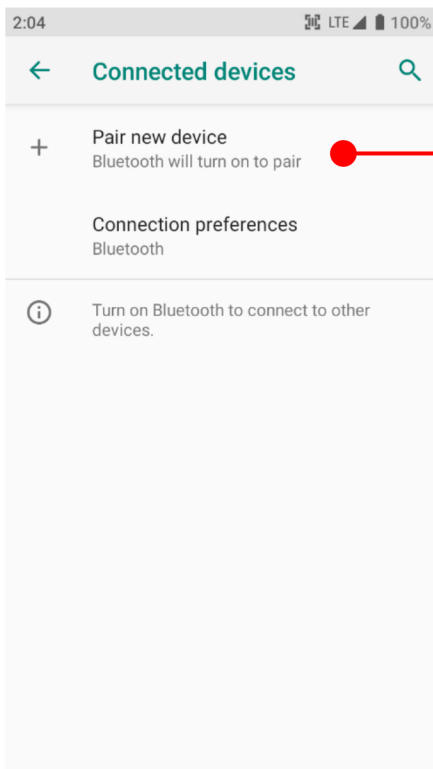 2:04 LTE 100%
Connected devices
Pair new device
Bluetooth will turn on to pair
Connection preferences
Bluetooth
Turn on Bluetooth to connect to other
devices.